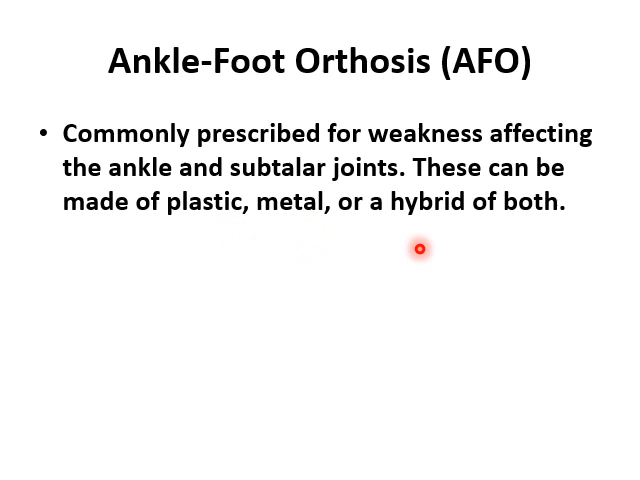 Ankle-Foot Orthosis (AFO)
• Commonly prescribed for weakness affecting
the ankle and subtalar joints. These can be
made of plastic, metal, or a hybrid of both.